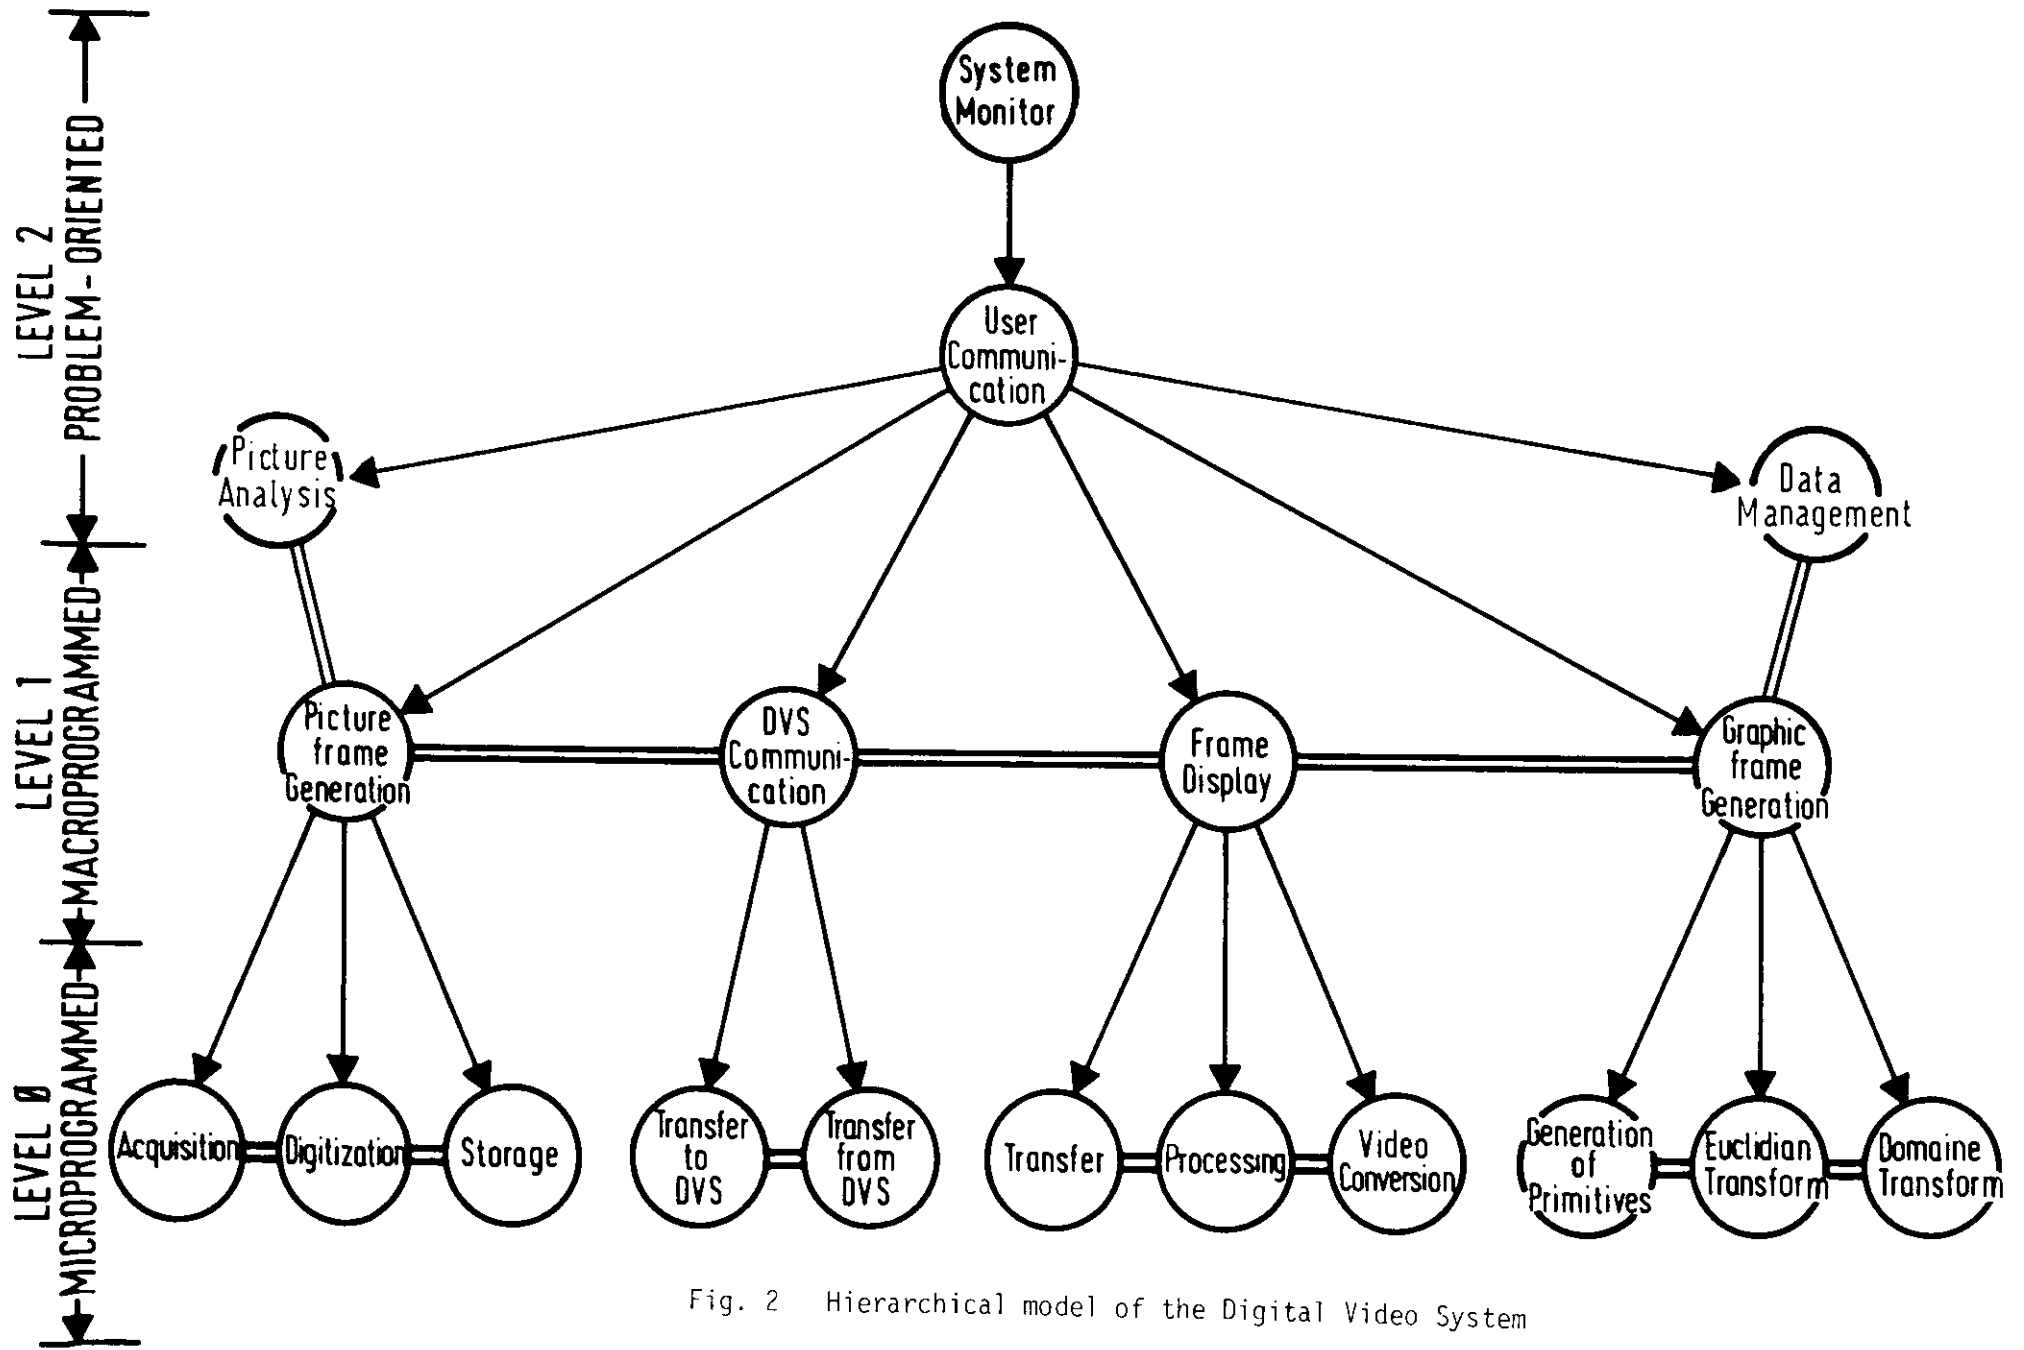 LEVEL 2
PROBLEM-ORIENTED
LEVEL 1
MACROPROGRAMMED
LEVEL Ø
MICROPROGRAMMED
System
Monitor
User
Communi-
cation
Picture
Analysis
Data
Management
Picture
frame
Generation
DVS
Communi-
cation
Frame
Display
Graphic
frame
Generation
Acquisition
Digitization
Storage
Transfer
to
DVS
Transfer
from
DVS
Transfer
Processing
Video
Conversion
Generation
of
Primitives
Euclidian
Transform
Domaine
Transform
Fig. 2 Hierarchical model of the Digital Video System